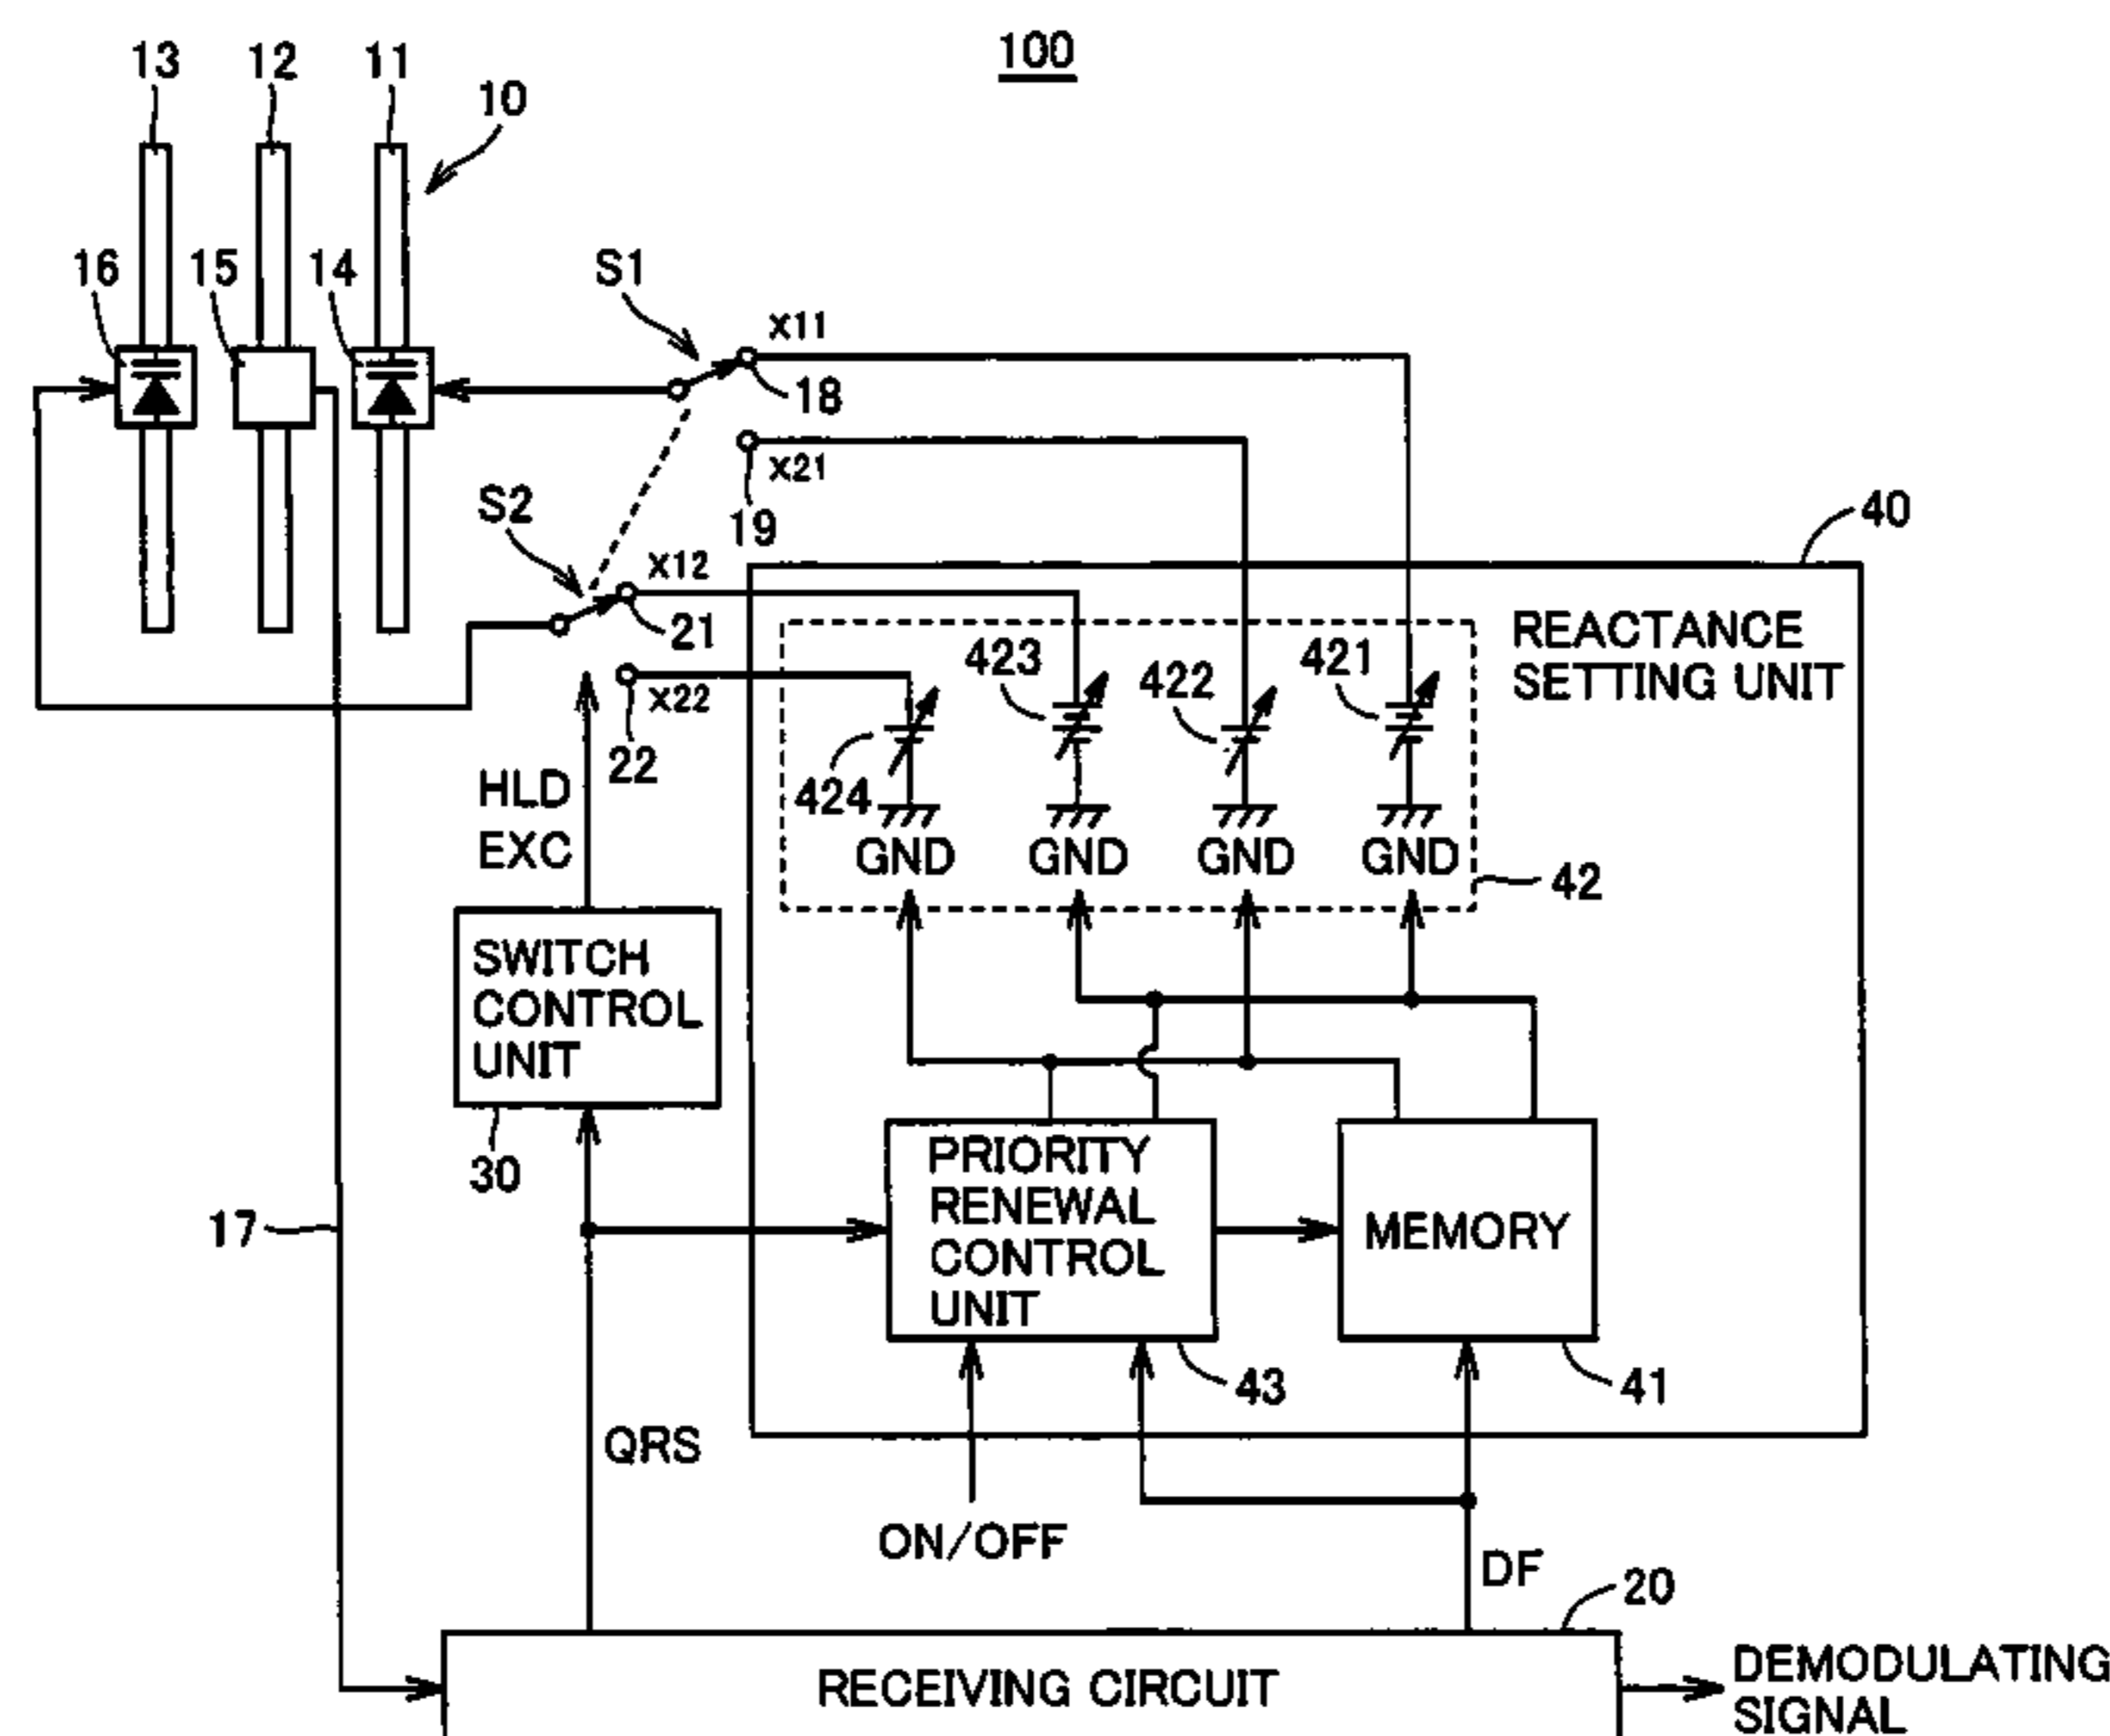 100
13
12
11
10
16
15
14
S1
x11
18
x21
19
S2
x12
21
x22
22
40
REACTANCE
SETTING UNIT
423
422
421
424
GND
GND
GND
GND
42
HLD
EXC
SWITCH
CONTROL
UNIT
30
PRIORITY
RENEWAL
CONTROL
UNIT
MEMORY
17
43
41
QRS
ON/OFF
DF
20
RECEIVING CIRCUIT
DEMODULATING
SIGNAL